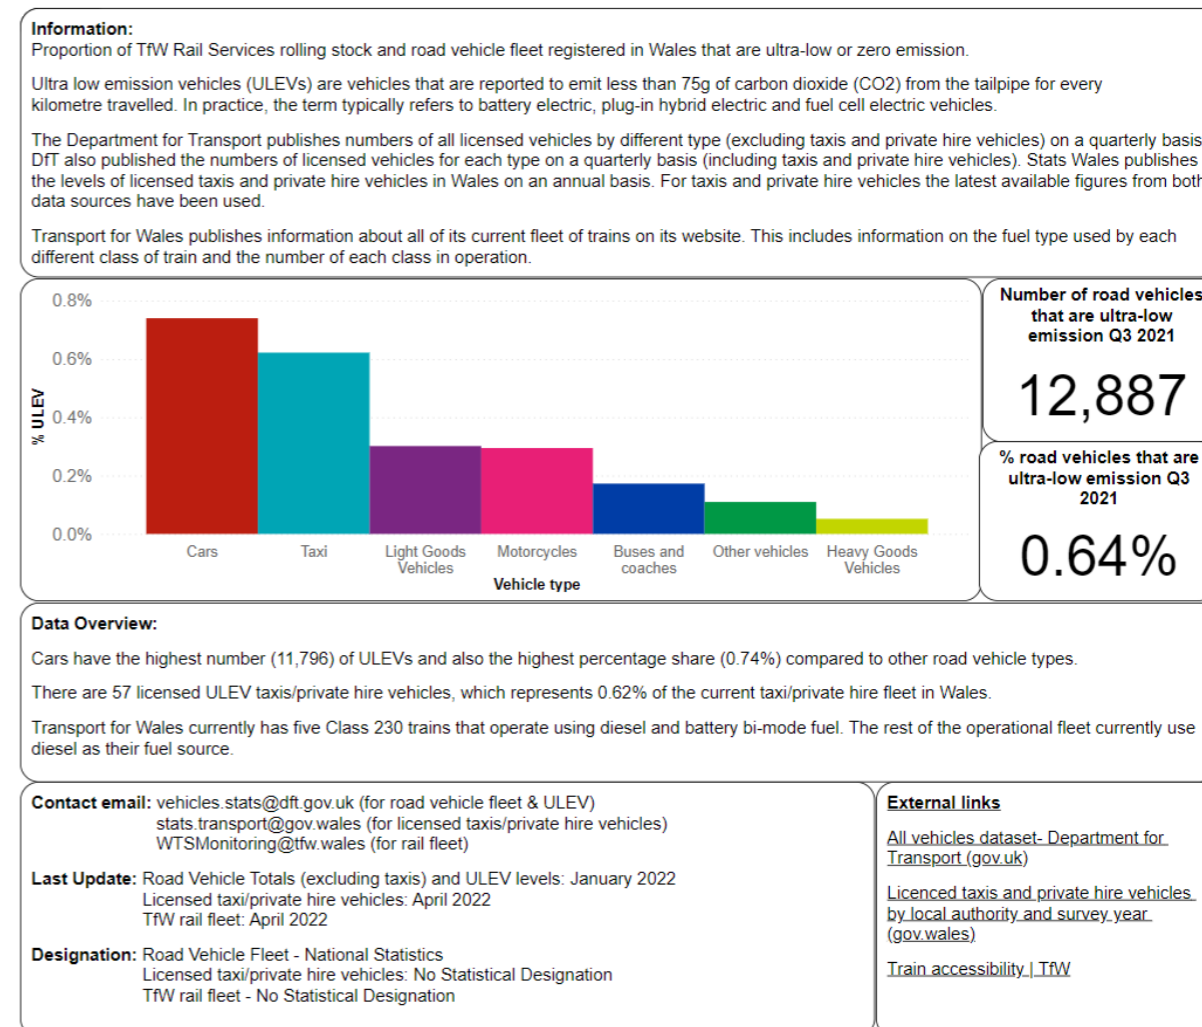 Information:
Proportion of TfW Rail Services rolling stock and road vehicle fleet registered in Wales that are ultra-low or zero emission.
Ultra low emission vehicles (ULEVs) are vehicles that are reported to emit less than 75g of carbon dioxide (CO2) from the tailpipe for every
kilometre travelled. In practice, the term typically refers to battery electric, plug-in hybrid electric and fuel cell electric vehicles.
The Department for Transport publishes numbers of all licensed vehicles by different type (excluding taxis and private hire vehicles) on a quarterly basis
DfT also published the numbers of licensed vehicles for each type on a quarterly basis (including taxis and private hire vehicles). Stats Wales publishes
the levels of licensed taxis and private hire vehicles in Wales on an annual basis. For taxis and private hire vehicles the latest available figures from both
data sources have been used.
Transport for Wales publishes information about all of its current fleet of trains on its website. This includes information on the fuel type used by each
different class of train and the number of each class in operation.
0.8%
0.6%
0.4%
0.2%
0.0%
% ULEV
Cars
Taxi
Light Goods
Vehicles
Motorcycles
Buses and
coaches
Other vehicles
Heavy Goods
Vehicles
Vehicle type
Number of road vehicles
that are ultra-low
emission Q3 2021
12,887
% road vehicles that are
ultra-low emission Q3
2021
0.64%
Data Overview:
Cars have the highest number (11,796) of ULEVs and also the highest percentage share (0.74%) compared to other road vehicle types.
There are 57 licensed ULEV taxis/private hire vehicles, which represents 0.62% of the current taxi/private hire fleet in Wales.
Transport for Wales currently has five Class 230 trains that operate using diesel and battery bi-mode fuel. The rest of the operational fleet currently use
diesel as their fuel source.
Contact email: vehicles.stats@dft.gov.uk (for road vehicle fleet & ULEV)
stats.transport@gov.wales (for licensed taxis/private hire vehicles)
WTSMonitoring@tfw.wales (for rail fleet)
Last Update: Road Vehicle Totals (excluding taxis) and ULEV levels: January 2022
Licensed taxi/private hire vehicles: April 2022
TfW rail fleet: April 2022
Designation: Road Vehicle Fleet - National Statistics
Licensed taxi/private hire vehicles: No Statistical Designation
TfW rail fleet - No Statistical Designation
External links
All vehicles dataset- Department for
Transport (gov.uk)
Licenced taxis and private hire vehicles
by local authority and survey year
(gov.wales)
Train accessibility | TfW